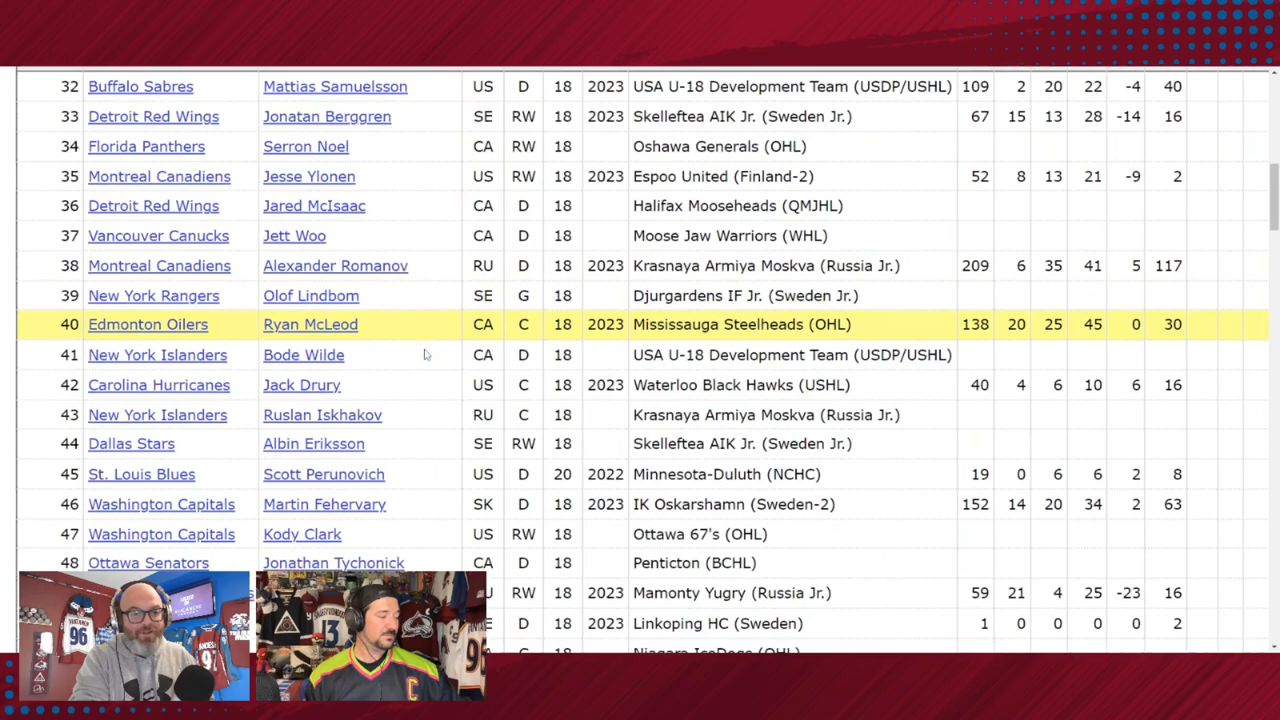 32 Buffalo Sabres Mattias Samuelsson US D 18 2023 USA U-18 Development Team (USDP/USHL) 109 2 20 22 -4 40
33 Detroit Red Wings Jonatan Berggren SE RW 18 2023 Skelleftea AIK Jr. (Sweden Jr.) 67 15 13 28 -14 16
34 Florida Panthers Serron Noel CA RW 18 Oshawa Generals (OHL)
35 Montreal Canadiens Jesse Ylonen US RW 18 2023 Espoo United (Finland-2) 52 8 13 21 -9 2
36 Detroit Red Wings Jared McIsaac CA D 18 Halifax Mooseheads (QMJHL)
37 Vancouver Canucks Jett Woo CA D 18 Moose Jaw Warriors (WHL)
38 Montreal Canadiens Alexander Romanov RU D 18 2023 Krasnaya Armiya Moskva (Russia Jr.) 209 6 35 41 5 117
39 New York Rangers Olof Lindbom SE G 18 Djurgardens IF Jr. (Sweden Jr.)
40 Edmonton Oilers Ryan McLeod CA C 18 2023 Mississauga Steelheads (OHL) 138 20 25 45 0 30
41 New York Islanders Bode Wilde CA D 18 USA U-18 Development Team (USDP/USHL)
42 Carolina Hurricanes Jack Drury US C 18 2023 Waterloo Black Hawks (USHL) 40 4 6 10 6 16
43 New York Islanders Ruslan Iskhakov RU C 18 Krasnaya Armiya Moskva (Russia Jr.)
44 Dallas Stars Albin Eriksson SE RW 18 Skelleftea AIK Jr. (Sweden Jr.)
45 St. Louis Blues Scott Perunovich US D 20 2022 Minnesota-Duluth (NCHC) 19 0 6 6 2 8
46 Washington Capitals Martin Fehervary SK D 18 2023 IK Oskarshamn (Sweden-2) 152 14 20 34 2 63
47 Washington Capitals Kody Clark US RW 18 Ottawa 67's (OHL)
48 Ottawa Senators Jonathan Tychonick CA D 18 Penticton (BCHL)
RW 18 2023 Mamonty Yugry (Russia Jr.) 59 21 4 25 -23 16
D 18 2023 Linkoping HC (Sweden) 1 0 0 0 0 2
Niagara IceDogs (OHL)
96
13
C